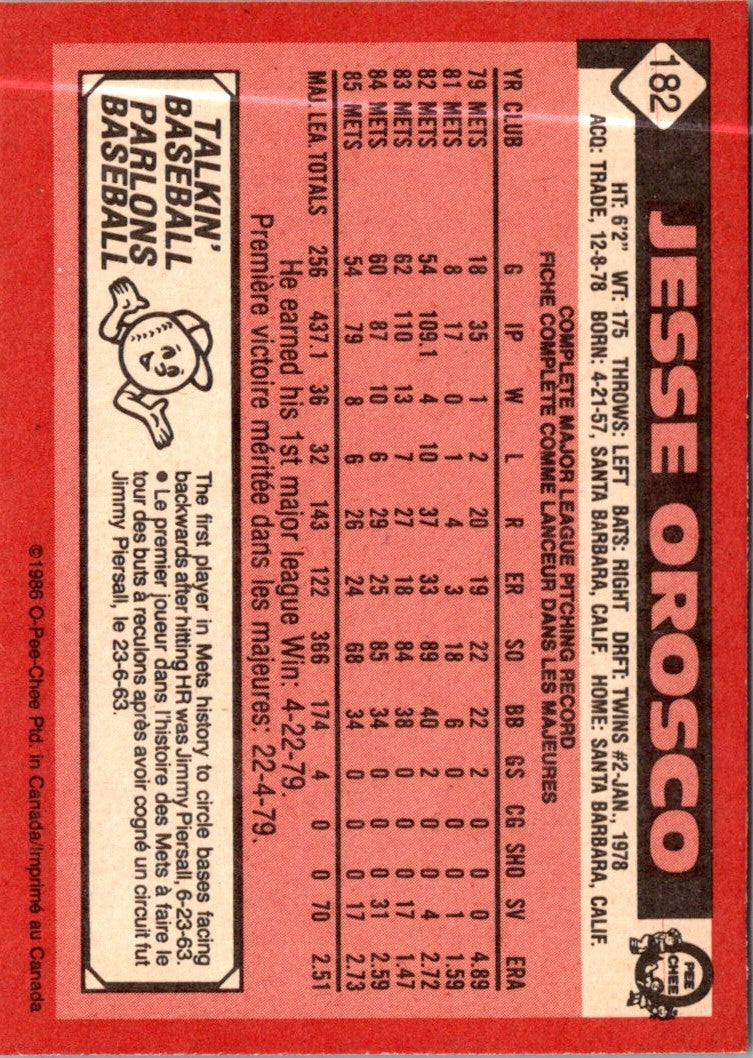 182
JESSE OROSCO
O PEE CHEE
HT: 6'2" WT: 175 THROWS: LEFT BATS: RIGHT DRFT: TWINS #2-JAN., 1978
ACQ: TRADE, 12-8-78 BORN: 4-21-57, SANTA BARBARA, CALIF. HOME: SANTA BARBARA, CALIF.
COMPLETE MAJOR LEAGUE PITCHING RECORD
FICHE COMPLÈTE COMME LANCEUR DANS LES MAJEURES
YR CLUB G IP W L R ER SO BB GS CG SHO SV ERA
79 METS 18 35 1 2 20 19 22 22 2 0 0 0 4.89
81 METS 8 17 0 1 4 3 18 6 0 0 0 1 1.59
82 METS 54 109.1 4 10 37 33 89 40 2 0 0 4 2.72
83 METS 62 110 13 7 27 18 84 38 0 0 0 17 1.47
84 METS 60 87 10 6 29 25 85 34 0 0 0 31 2.59
85 METS 54 79 8 6 26 24 68 34 0 0 0 17 2.73
MAJ. LEA. TOTALS 256 437.1 36 32 143 122 366 174 4 0 0 70 2.51
He earned his 1st major league Win: 4-22-79.
Première victoire méritée dans les majeures: 22-4-79.
TALKIN'
BASEBALL
PARLONS
BASEBALL
The first player in Mets history to circle bases facing
backwards after hitting HR was Jimmy Piersall, 6-23-63.
• Le premier joueur dans l'histoire des Mets à faire le
tour des buts à reculons après avoir cogné un circuit fut
Jimmy Piersall, le 23-6-63.
©1986 O-Pee-Chee Ptd. in Canada/Imprimé au Canada